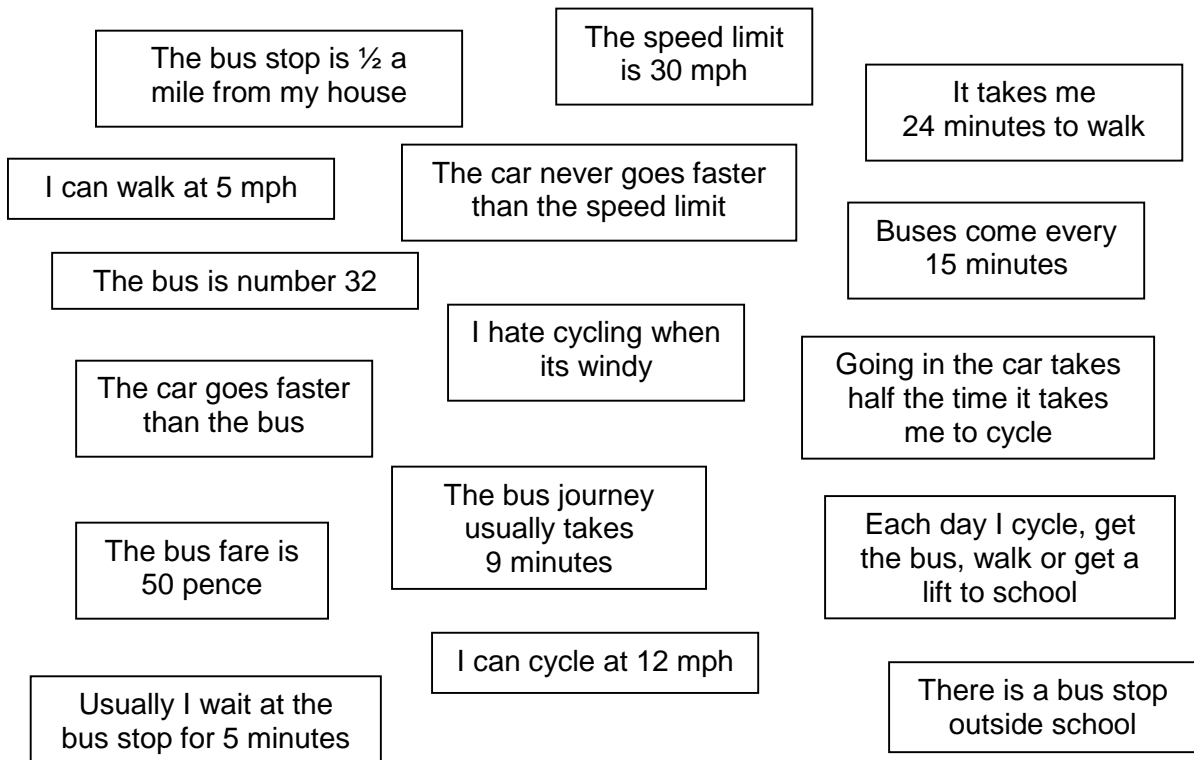 The bus stop is ½ a
mile from my house
The speed limit
is 30 mph
It takes me
24 minutes to walk
I can walk at 5 mph
The car never goes faster
than the speed limit
Buses come every
15 minutes
The bus is number 32
I hate cycling when
its windy
Going in the car takes
half the time it takes
me to cycle
The car goes faster
than the bus
The bus journey
usually takes
9 minutes
Each day I cycle, get
the bus, walk or get a
lift to school
The bus fare is
50 pence
I can cycle at 12 mph
There is a bus stop
outside school
Usually I wait at the
bus stop for 5 minutes